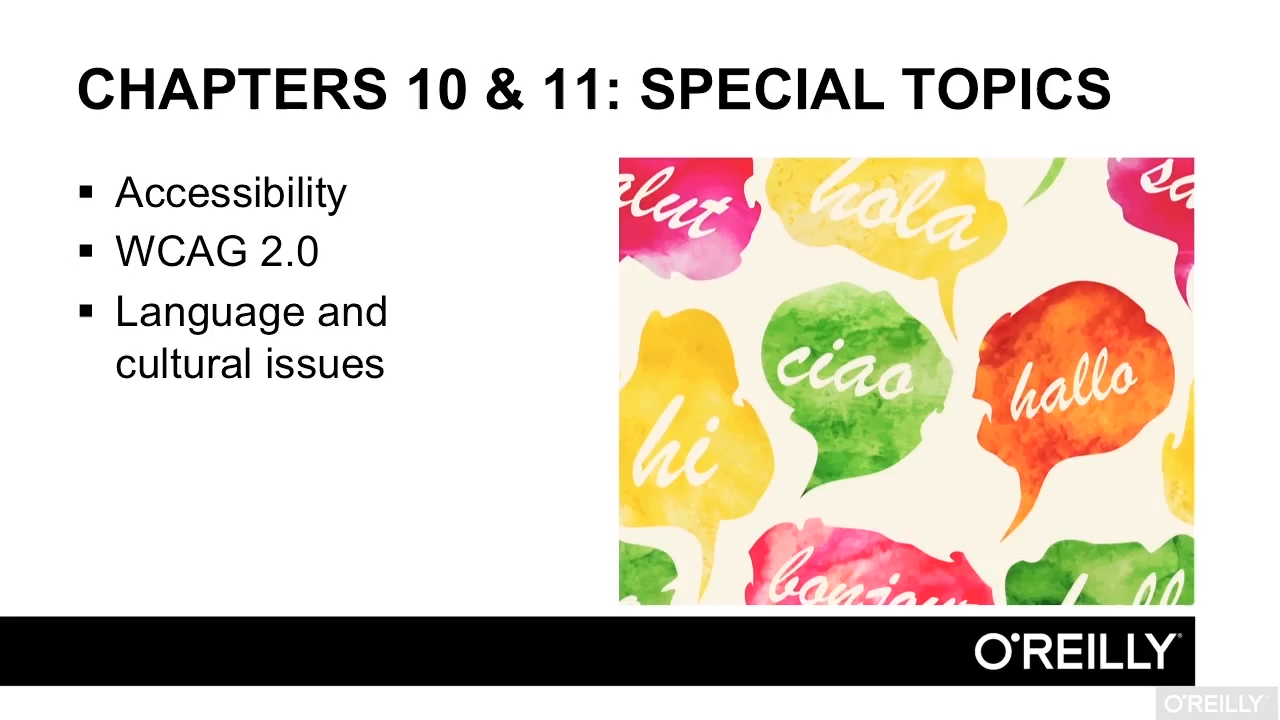 CHAPTERS 10 & 11: SPECIAL TOPICS
▪ Accessibility
▪ WCAG 2.0
▪ Language and
cultural issues
hola
ciao
hallo
hi
O'REILLY®
O'REILLY